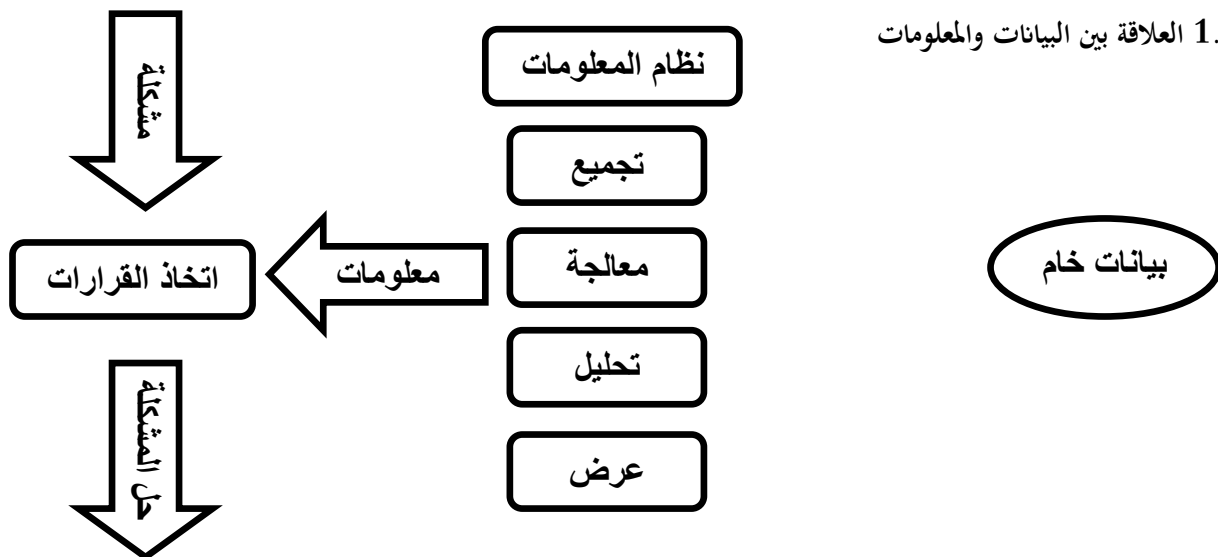 1. العلاقة بين البيانات والمعلومات
نظام المعلومات
تجميع
معالجة
تحليل
عرض
بيانات خام
معلومات
مشكلة
اتخاذ القرارات
حل المشكلة